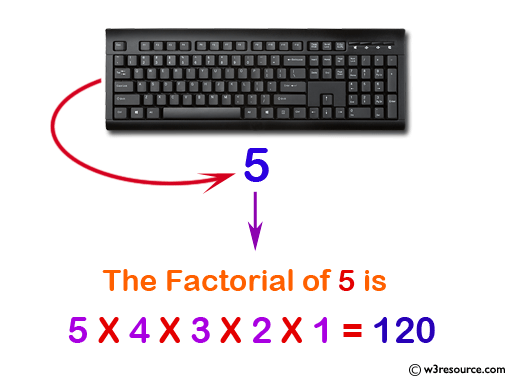 5
The Factorial of 5 is
5 X 4 X 3 X 2 X 1 = 120
© w3resource.com